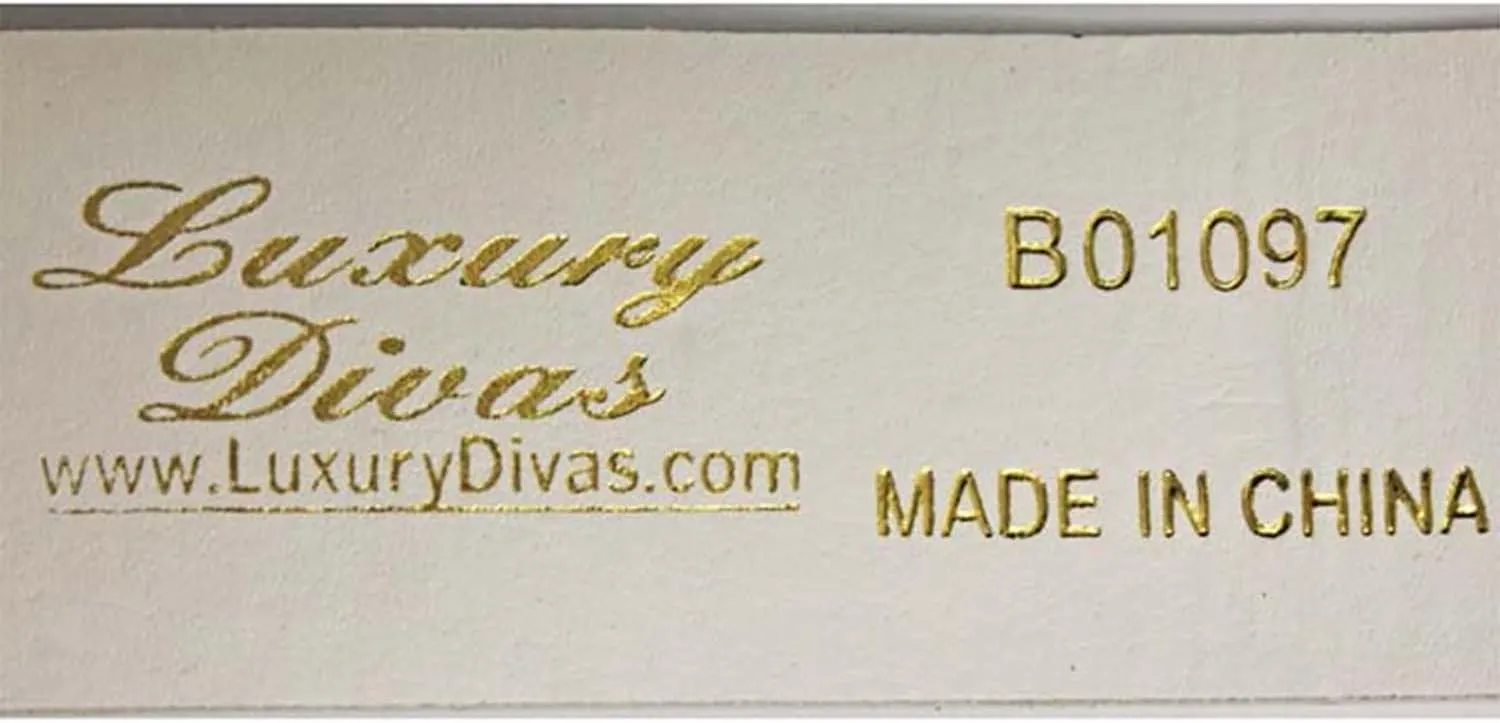 Luxury
Divas
www.LuxuryDivas.com
B01097
MADE IN CHINA